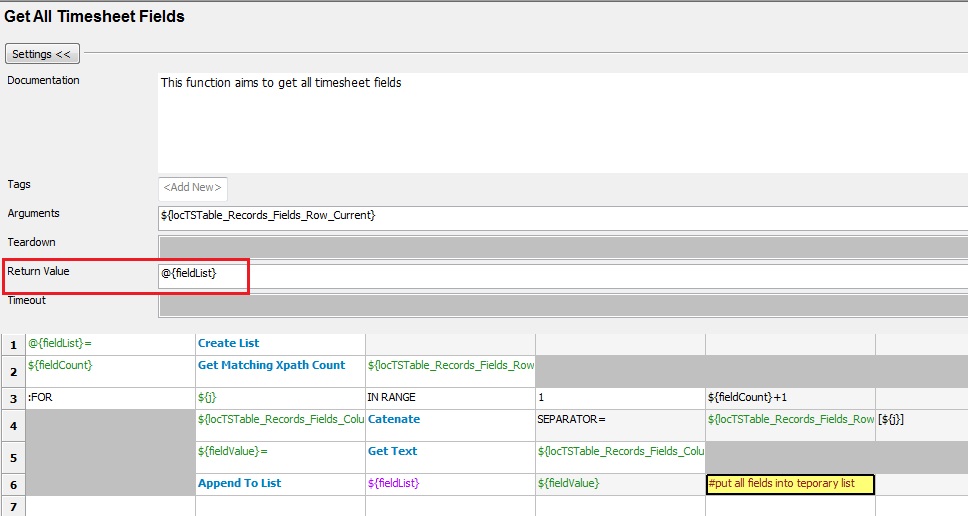 Get All Timesheet Fields
Settings <<
Documentation This function aims to get all timesheet fields
Tags <Add New>
Arguments ${locTSTable_Records_Fields_Row_Current}
Teardown
Return Value @{fieldList}
Timeout
1 @{fieldList}= Create List
2 ${fieldCount} Get Matching Xpath Count ${locTSTable_Records_Fields_Row
3 :FOR ${j} IN RANGE 1 ${fieldCount}+1
4 ${locTSTable_Records_Fields_Colu Catenate SEPARATOR= ${locTSTable_Records_Fields_Row [${j}]
5 ${fieldValue}= Get Text ${locTSTable_Records_Fields_Colu
6 Append To List ${fieldList} ${fieldValue} #put all fields into teporary list
7